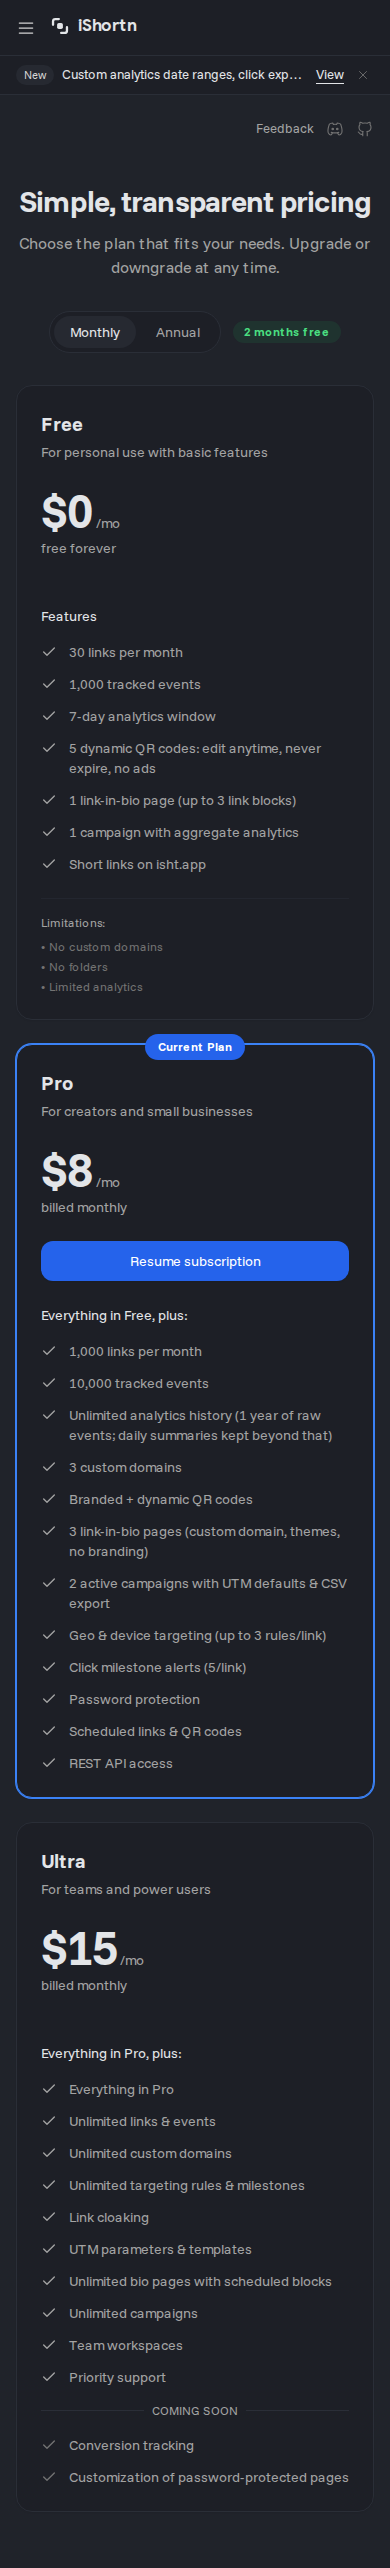 iShortn
New Custom analytics date ranges, click exp... View
Feedback
Simple, transparent pricing
Choose the plan that fits your needs. Upgrade or
downgrade at any time.
Monthly Annual 2 months free
Free
For personal use with basic features
$0 /mo
free forever
Features
30 links per month
1,000 tracked events
7-day analytics window
5 dynamic QR codes: edit anytime, never
expire, no ads
1 link-in-bio page (up to 3 link blocks)
1 campaign with aggregate analytics
Short links on isht.app
Limitations:
• No custom domains
• No folders
• Limited analytics
Current Plan
Pro
For creators and small businesses
$8 /mo
billed monthly
Resume subscription
Everything in Free, plus:
1,000 links per month
10,000 tracked events
Unlimited analytics history (1 year of raw
events; daily summaries kept beyond that)
3 custom domains
Branded + dynamic QR codes
3 link-in-bio pages (custom domain, themes,
no branding)
2 active campaigns with UTM defaults & CSV
export
Geo & device targeting (up to 3 rules/link)
Click milestone alerts (5/link)
Password protection
Scheduled links & QR codes
REST API access
Ultra
For teams and power users
$15 /mo
billed monthly
Everything in Pro, plus:
Everything in Pro
Unlimited links & events
Unlimited custom domains
Unlimited targeting rules & milestones
Link cloaking
UTM parameters & templates
Unlimited bio pages with scheduled blocks
Unlimited campaigns
Team workspaces
Priority support
COMING SOON
Conversion tracking
Customization of password-protected pages